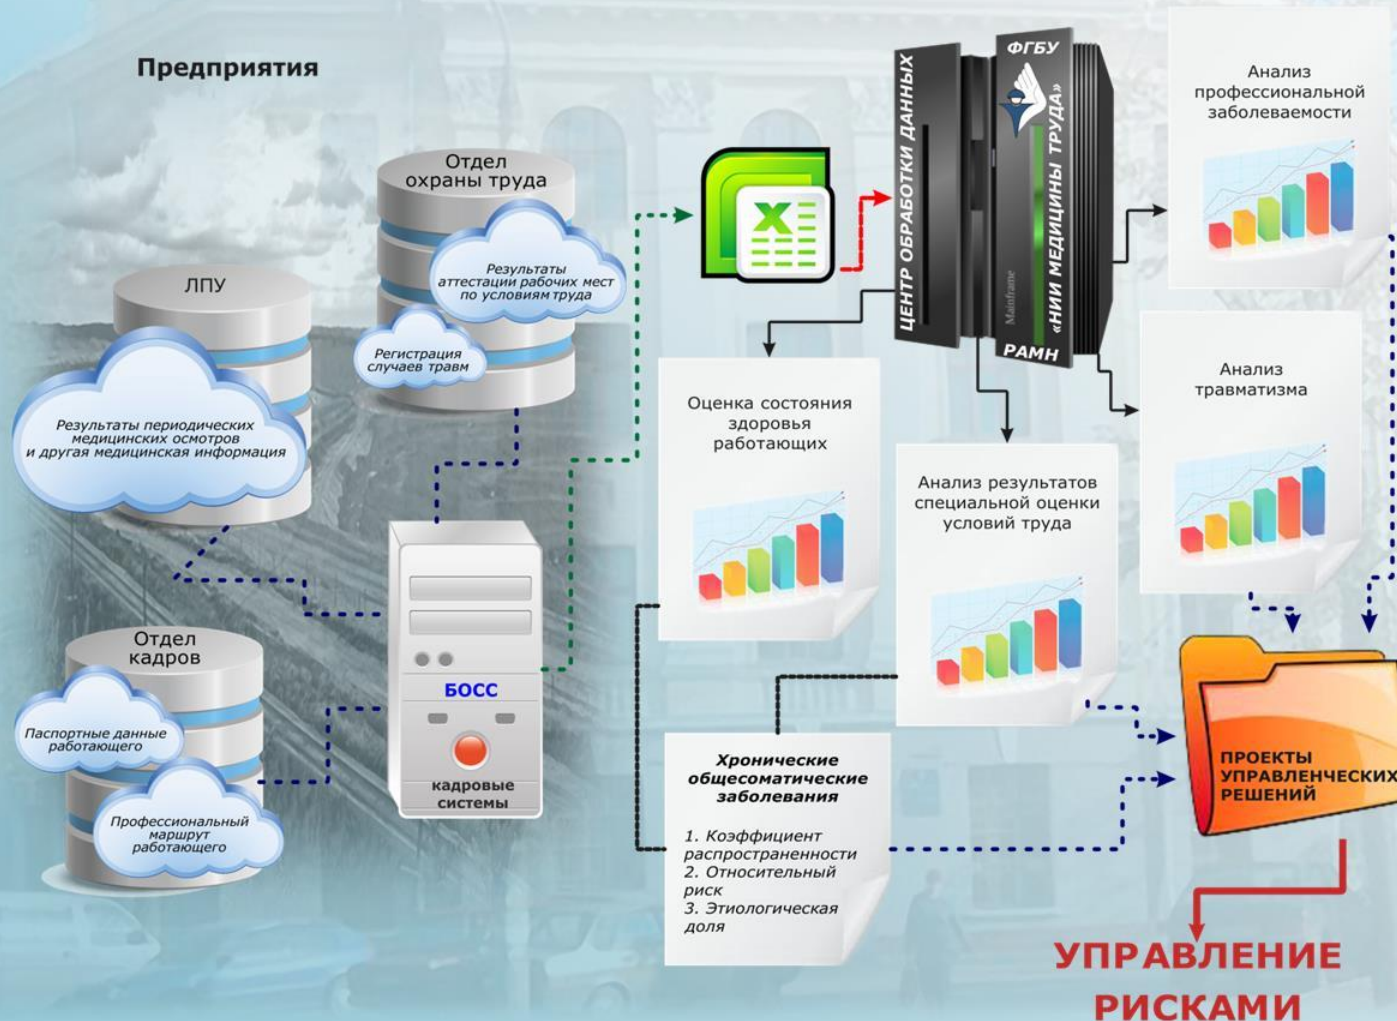 Предприятия
Отдел
охраны труда
Результаты
аттестации рабочих мест
по условиям труда
Регистрация
случаев травм
ЛПУ
Результаты периодических
медицинских осмотров
и другая медицинская информация
Отдел
кадров
Паспортные данные
работающего
Профессиональный
маршрут
работающего
БОСС
кадровые
системы
X
ЦЕНТР ОБРАБОТКИ ДАННЫХ
ФГБУ
«НИИ МЕДИЦИНЫ ТРУДА»
Mainframe
РАМН
Анализ
профессиональной
заболеваемости
Анализ
травматизма
Оценка состояния
здоровья
работающих
Анализ результатов
специальной оценки
условий труда
Хронические
общесоматические
заболевания
1. Коэффициент
распространенности
2. Относительный
риск
3. Этиологическая
доля
ПРОЕКТЫ
УПРАВЛЕНЧЕСКИХ
РЕШЕНИЙ
УПРАВЛЕНИЕ
РИСКАМИ